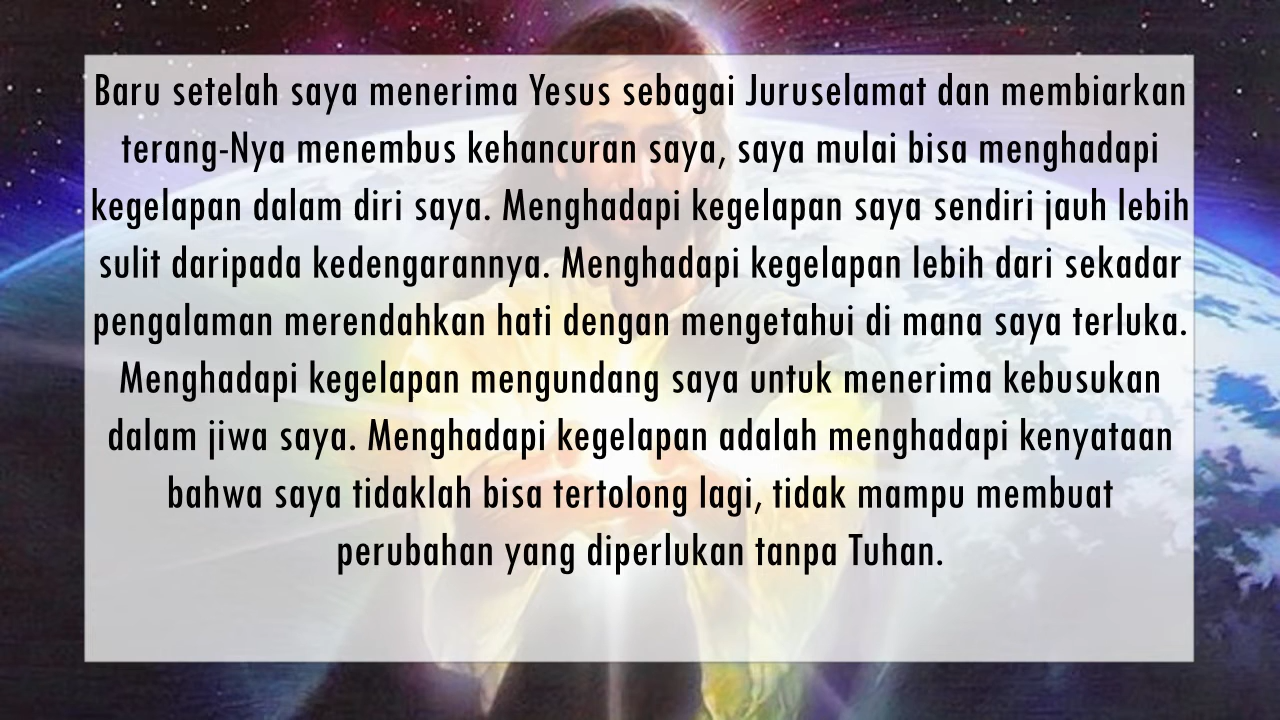 Baru setelah saya menerima Yesus sebagai Juruselamat dan membiarkan
terang-Nya menembus kehancuran saya, saya mulai bisa menghadapi
kegelapan dalam diri saya. Menghadapi kegelapan saya sendiri jauh lebih
sulit daripada kedengarannya. Menghadapi kegelapan lebih dari sekadar
pengalaman merendahkan hati dengan mengetahui di mana saya terluka.
Menghadapi kegelapan mengundang saya untuk menerima kebusukan
dalam jiwa saya. Menghadapi kegelapan adalah menghadapi kenyataan
bahwa saya tidaklah bisa tertolong lagi, tidak mampu membuat
perubahan yang diperlukan tanpa Tuhan.